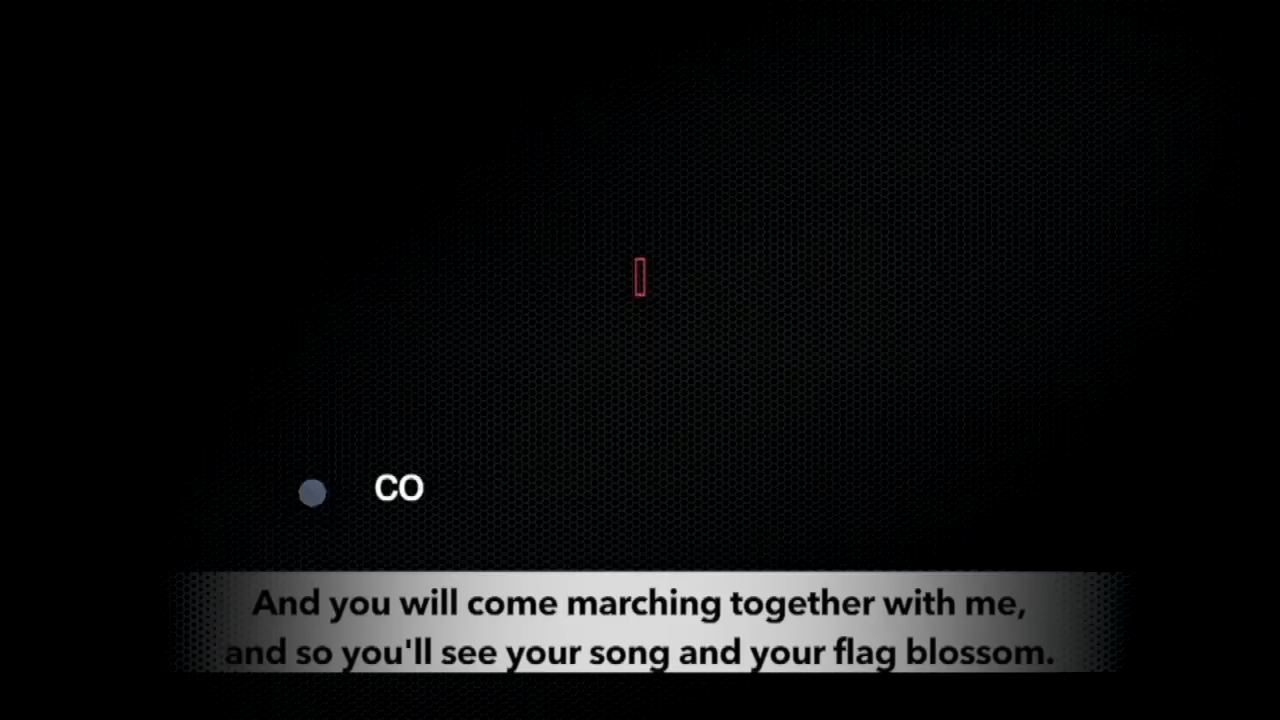 CO
And you will come marching together with me,
and so you'll see your song and your flag blossom.